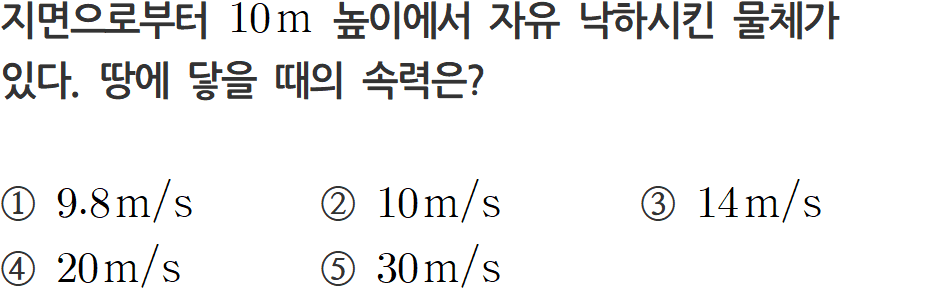 지면으로부터 10m 높이에서 자유 낙하시킨 물체가
있다. 땅에 닿을 때의 속력은?
① 9.8m/s ② 10m/s ③ 14m/s
④ 20m/s ⑤ 30m/s